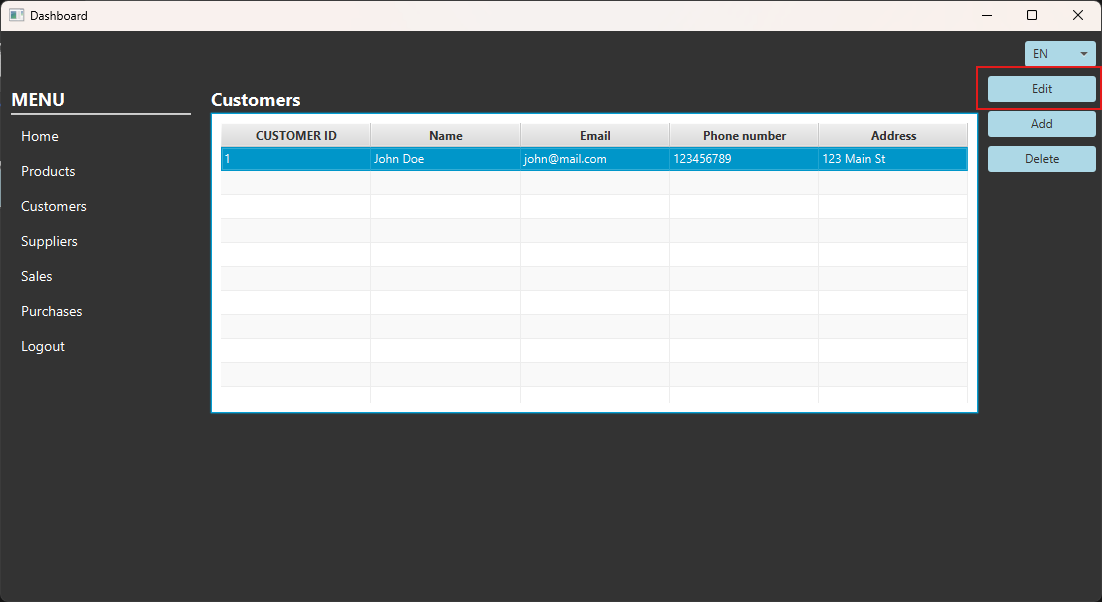 Dashboard
EN
MENU
Home
Products
Customers
Suppliers
Sales
Purchases
Logout
Customers
CUSTOMER ID Name Email Phone number Address
1 John Doe john@mail.com 123456789 123 Main St
Edit
Add
Delete